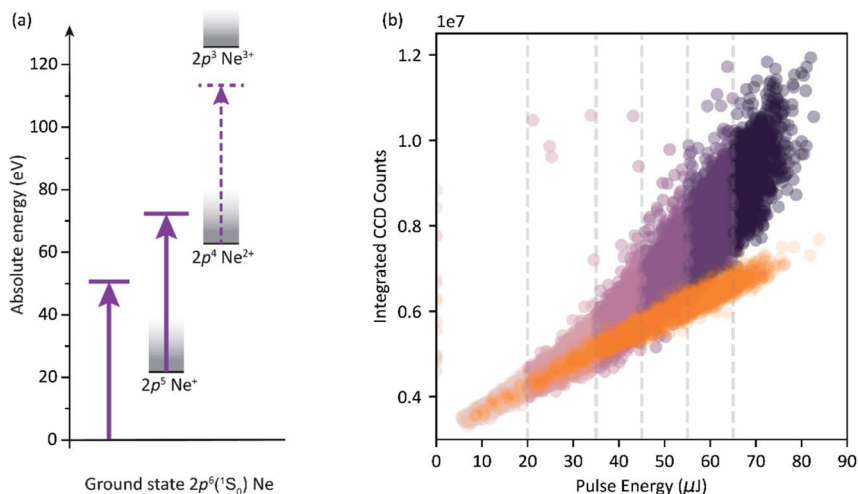 (a)
Absolute energy (eV)
120
100
80
60
40
20
0
2p³ Ne³⁺
2p⁴ Ne²⁺
2p⁵ Ne⁺
Ground state 2p⁶(¹S₀) Ne
(b)
1e7
Integrated CCD Counts
1.2
1.0
0.8
0.6
0.4
0 10 20 30 40 50 60 70 80 90
Pulse Energy (μJ)